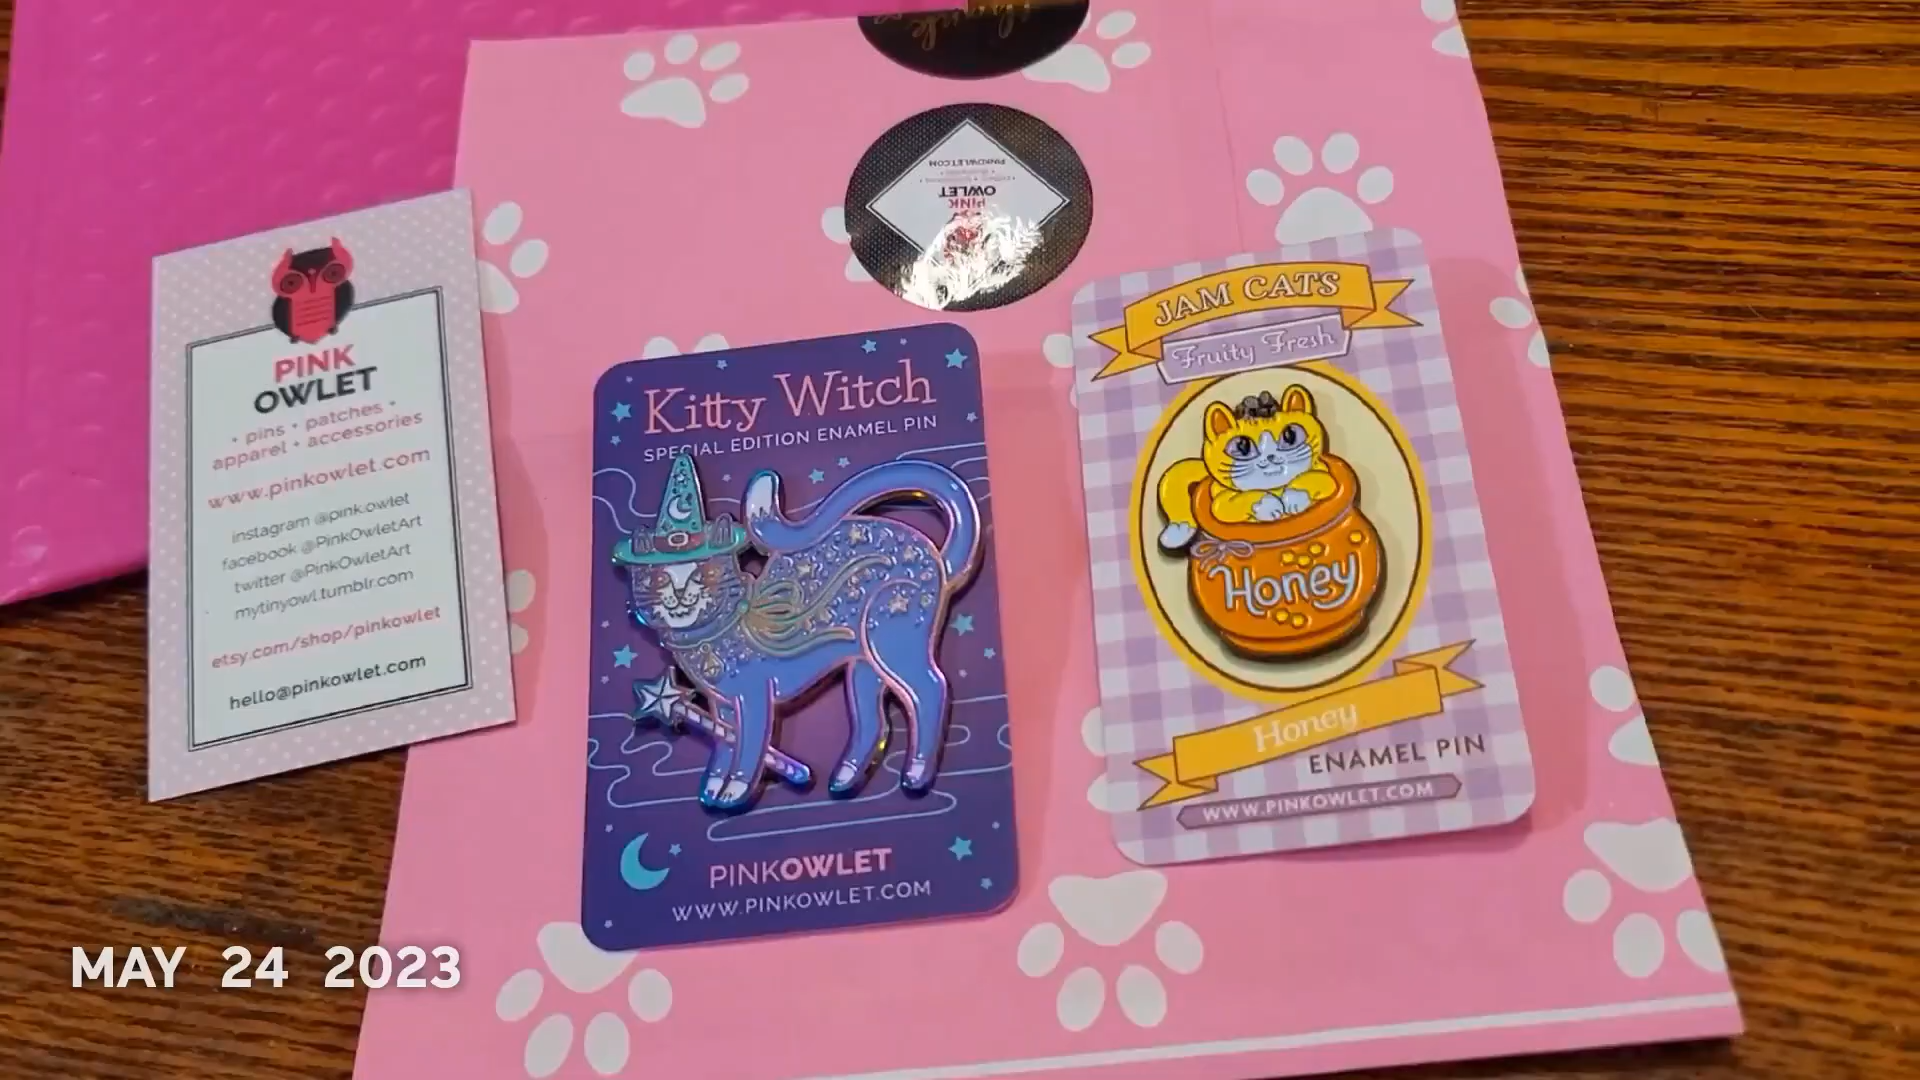 PINK
OWLET
• pins • patches •
apparel • accessories
www.pinkowlet.com
instagram @pink.owlet
facebook @PinkOwletArt
twitter @PinkOwletArt
mytinyowl.tumblr.com
etsy.com/shop/pinkowlet
hello@pinkowlet.com
PINK
OWLET
PINKOWLET.COM
Kitty Witch
SPECIAL EDITION ENAMEL PIN
PINKOWLET
WWW.PINKOWLET.COM
JAM CATS
Fruity Fresh
Honey
Honey
ENAMEL PIN
WWW.PINKOWLET.COM
MAY 24 2023